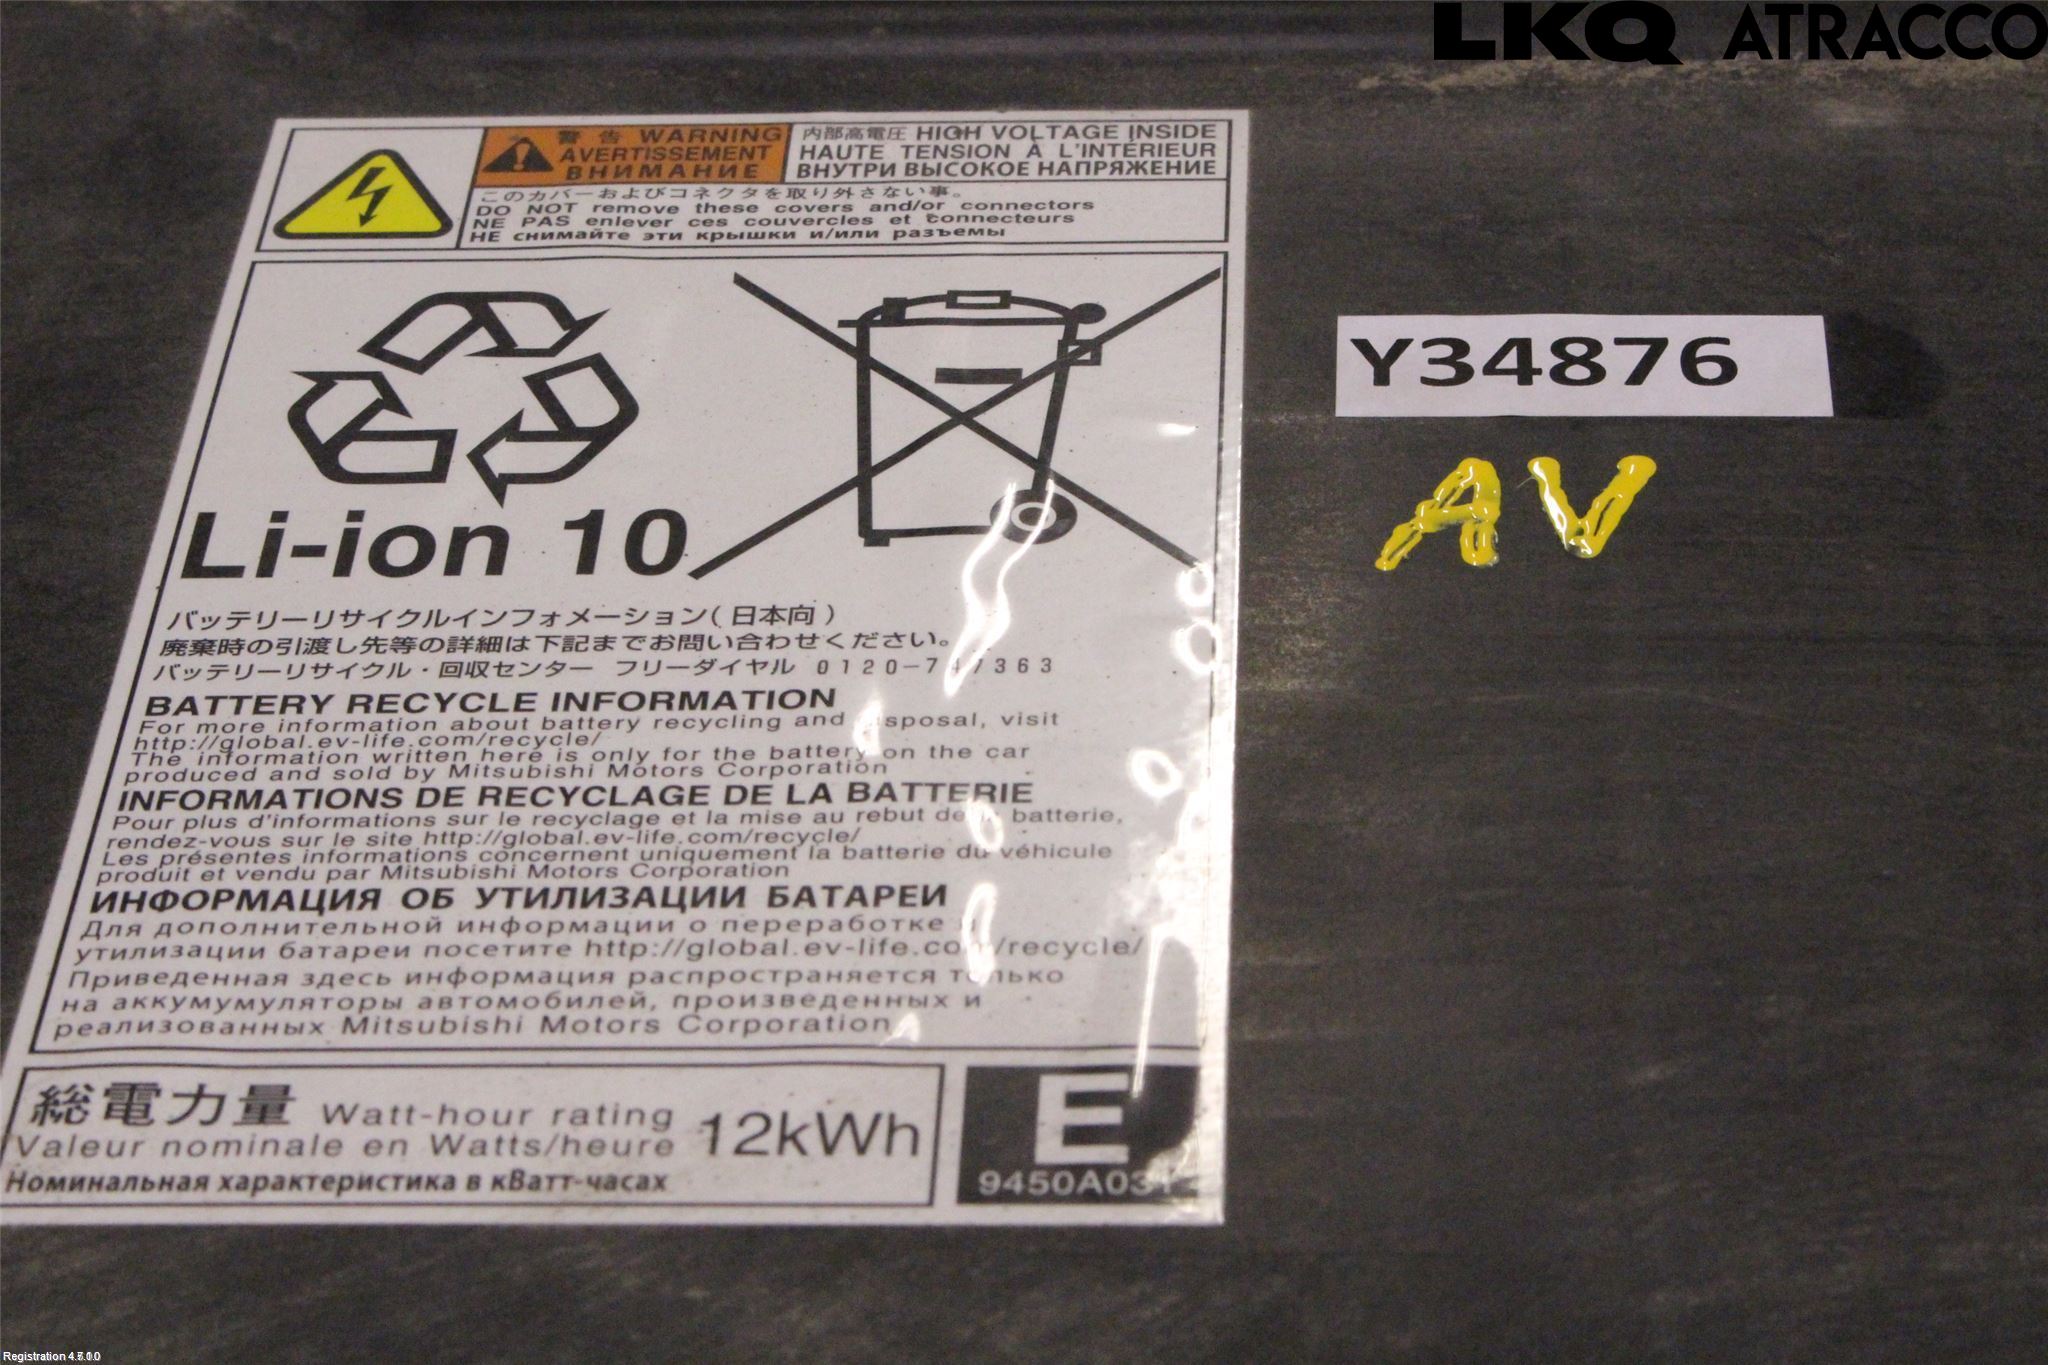 LKQ ATRACCO
警告 WARNING
AVERTISSEMENT
ВНИМАНИЕ
内部高電圧 HIGH VOLTAGE INSIDE
HAUTE TENSION À L'INTÉRIEUR
ВНУТРИ ВЫСОКОЕ НАПРЯЖЕНИЕ
このカバーおよびコネクタを取り外さない事。
DO NOT remove these covers and/or connectors
NE PAS enlever ces couvercles et connecteurs
НЕ снимайте эти крышки и/или разъемы
Y34876
AV
Li-ion 10
バッテリーリサイクルインフォメーション(日本向)
廃棄時の引渡し先等の詳細は下記までお問い合わせください。
バッテリーリサイクル・回収センター フリーダイヤル
BATTERY RECYCLE INFORMATION
For more information about battery recycling and disposal, visit
http://global.ev-life.com/recycle/
The information written here is only for the battery on the car
produced and sold by Mitsubishi Motors Corporation
INFORMATIONS DE RECYCLAGE DE LA BATTERIE
Pour plus d'informations sur le recyclage et la mise au rebut de la batterie,
rendez-vous sur le site http://global.ev-life.com/recycle/
Les présentes informations concernent uniquement la batterie du véhicule
produit et vendu par Mitsubishi Motors Corporation
ИНФОРМАЦИЯ ОБ УТИЛИЗАЦИИ БАТАРЕИ
Для дополнительной информации о переработке и
утилизации батареи посетите http://global.ev-life.com/recycle/
Приведенная здесь информация распространяется только
на аккумумуляторы автомобилей, произведенных и
реализованных Mitsubishi Motors Corporation
総電力量 Watt-hour rating
Valeur nominale en Watts/heure
Номинальная характеристика в кВатт-часах
12kWh
E
Registration